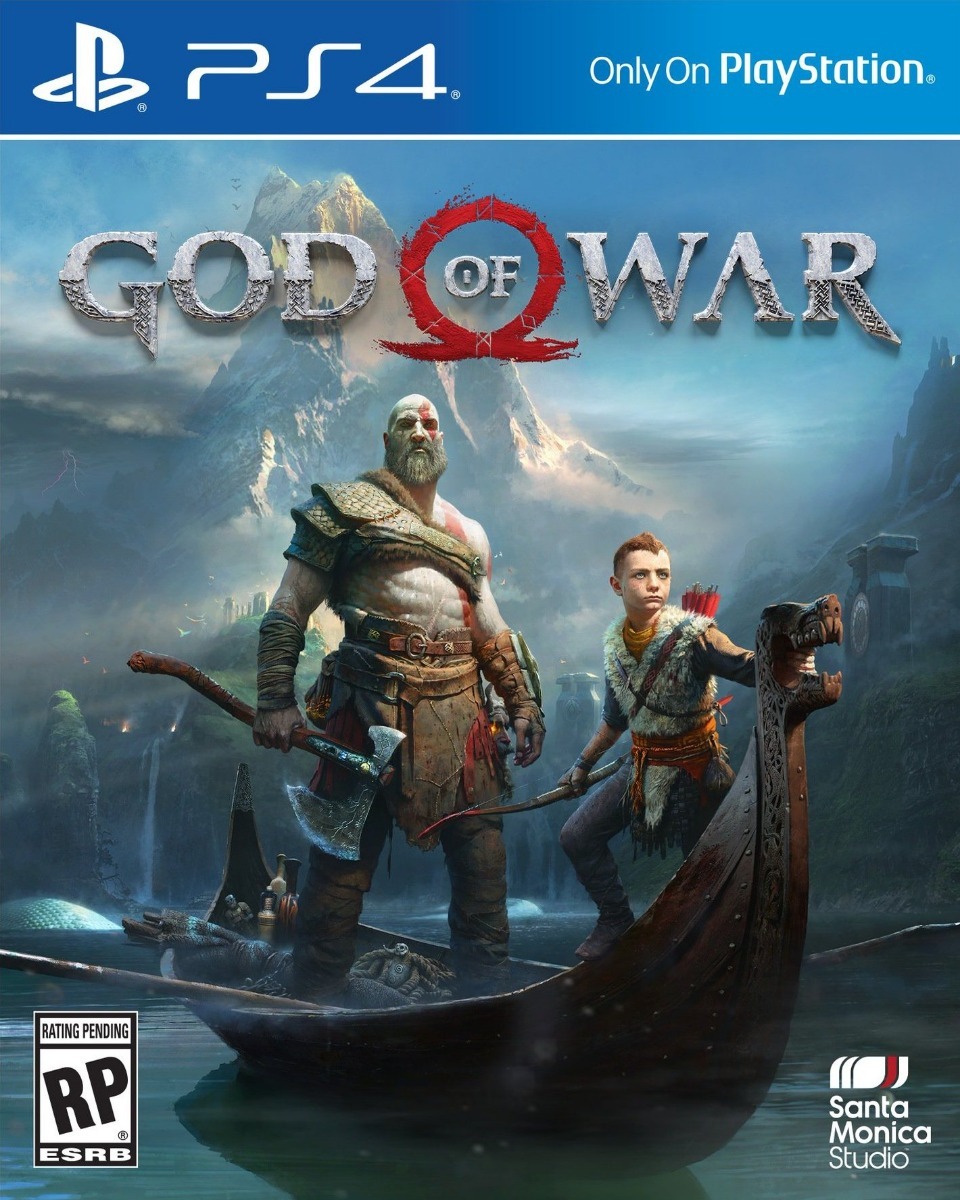 PS4®
Only On PlayStation®
GOD OF WAR
RATING PENDING
RP®
ESRB
Santa
Monica
Studio